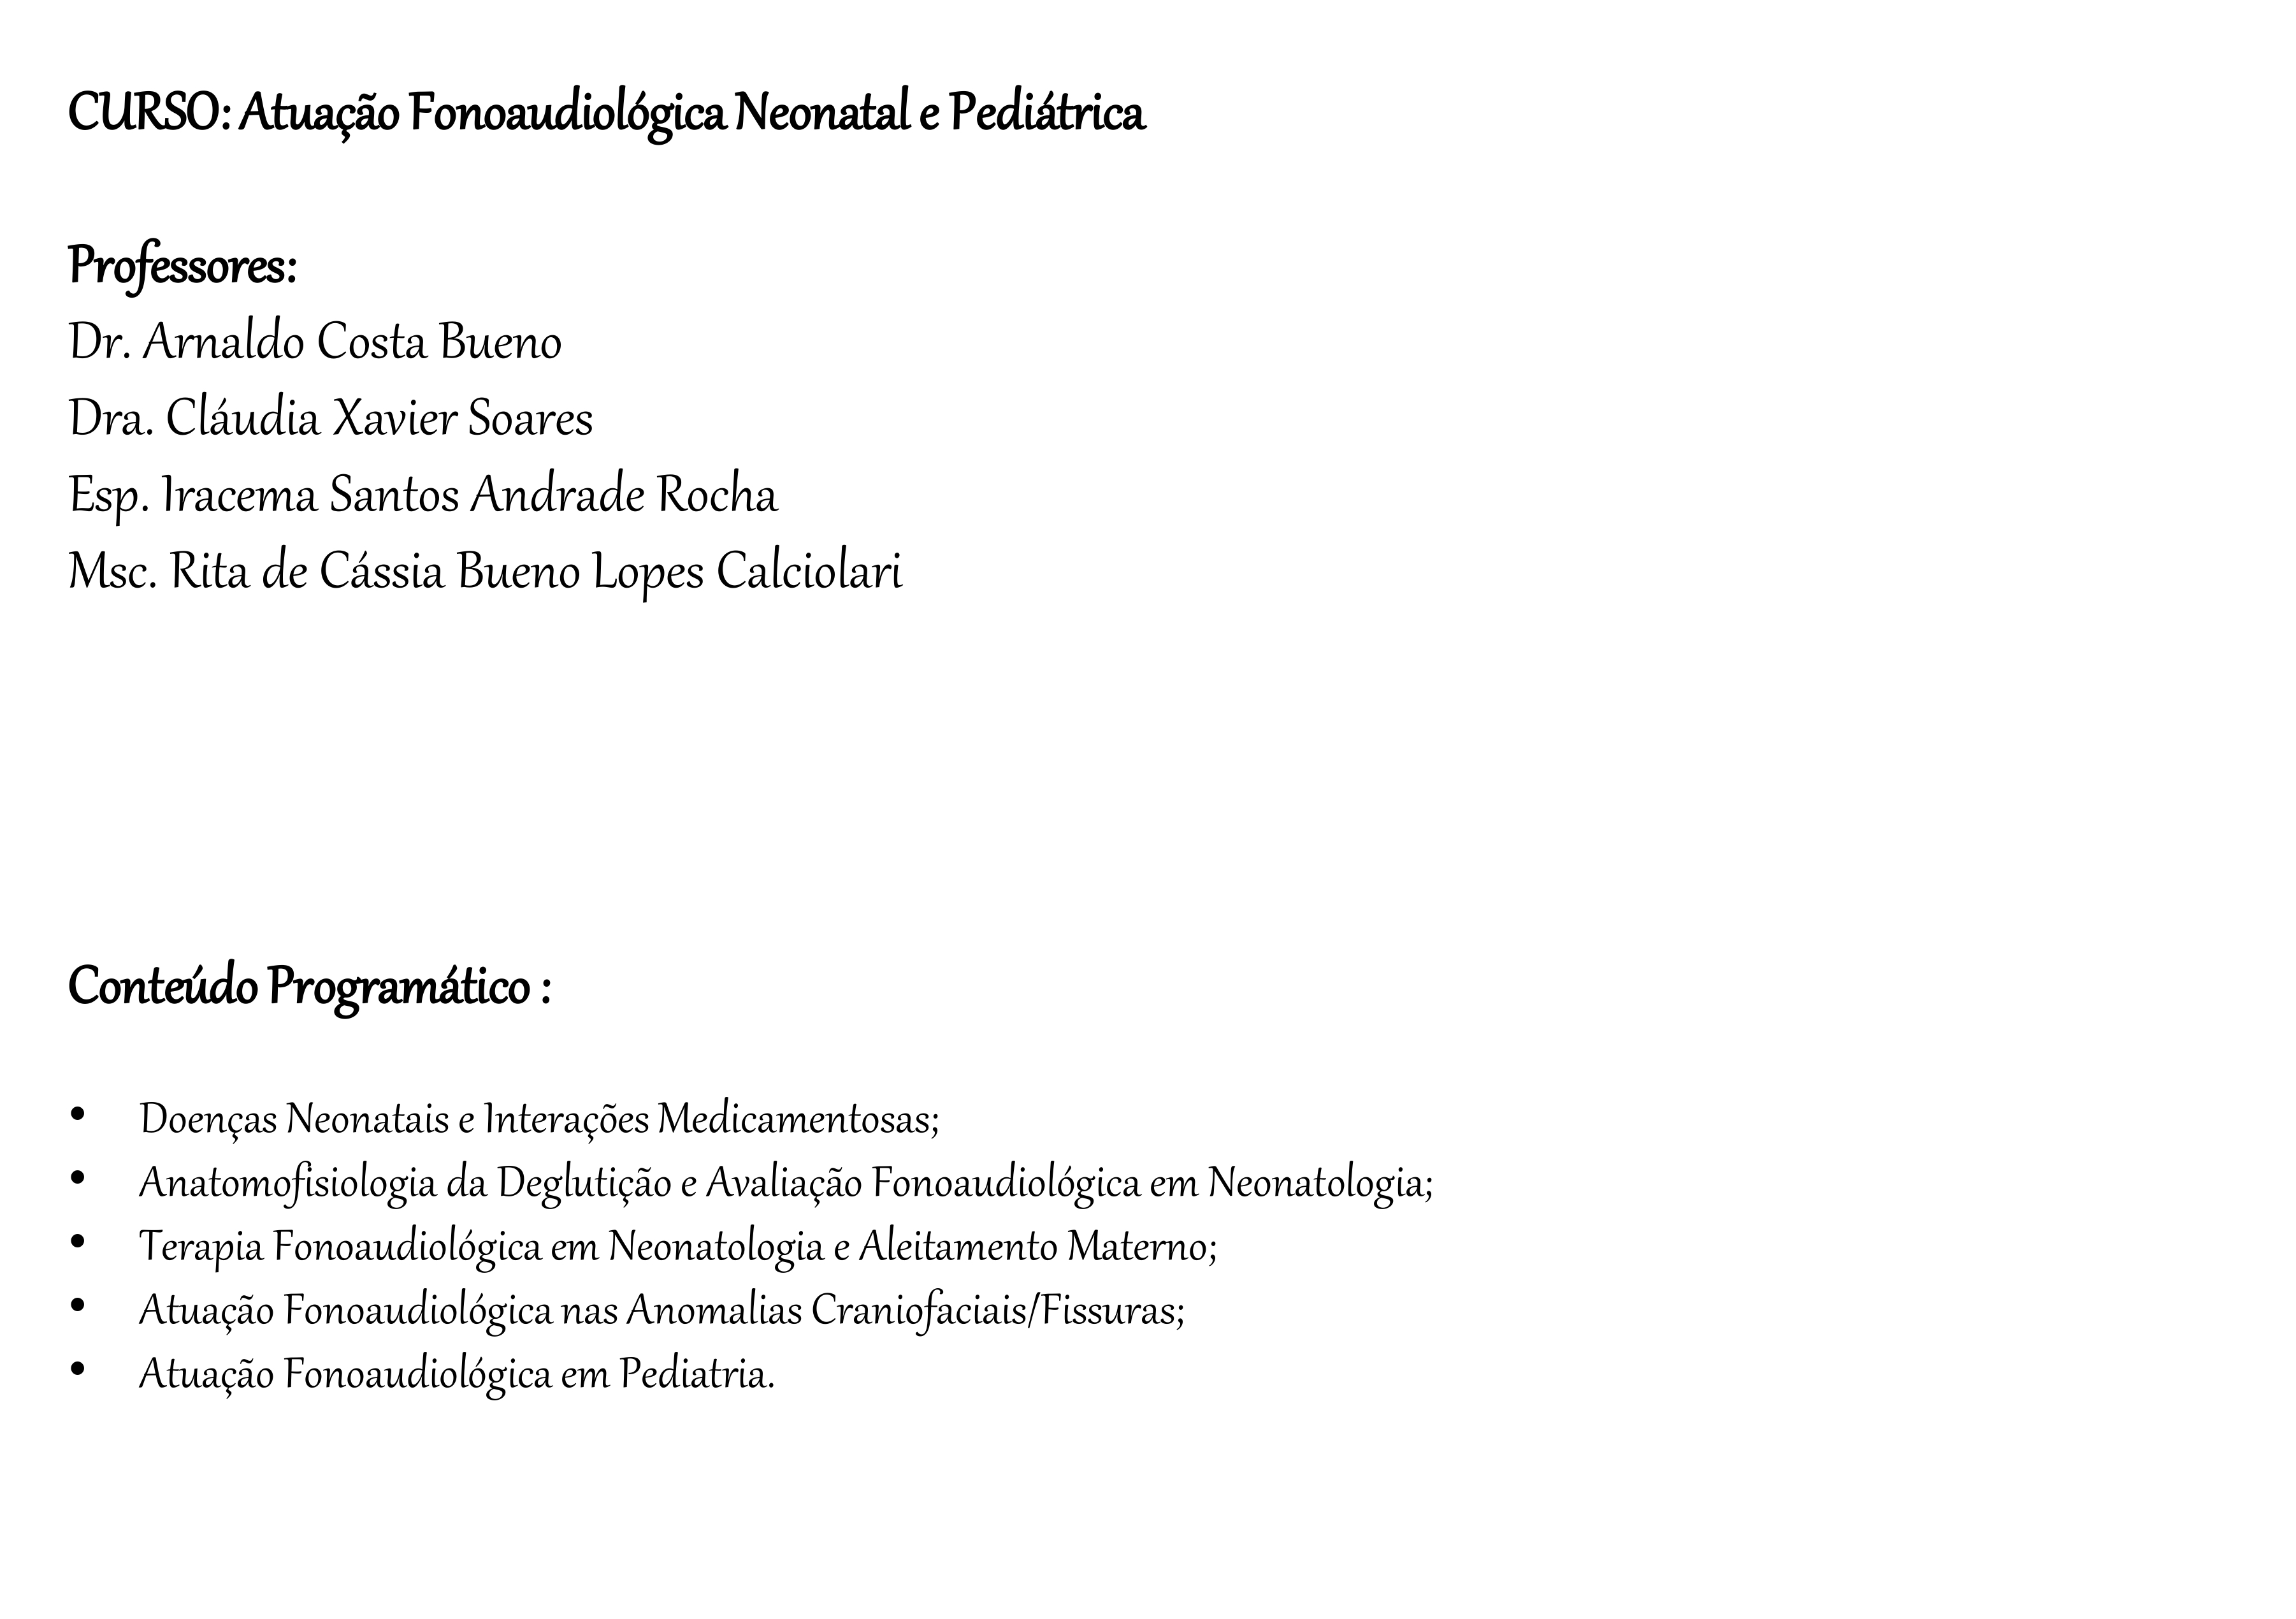 CURSO: Atuação Fonoaudiológica Neonatal e Pediátrica
Professores:
Dr. Arnaldo Costa Bueno
Dra. Cláudia Xavier Soares
Esp. Iracema Santos Andrade Rocha
Msc. Rita de Cássia Bueno Lopes Calciolari
Conteúdo Programático :
• Doenças Neonatais e Interações Medicamentosas;
• Anatomofisiologia da Deglutição e Avaliação Fonoaudiológica em Neonatologia;
• Terapia Fonoaudiológica em Neonatologia e Aleitamento Materno;
• Atuação Fonoaudiológica nas Anomalias Craniofaciais/Fissuras;
• Atuação Fonoaudiológica em Pediatria.